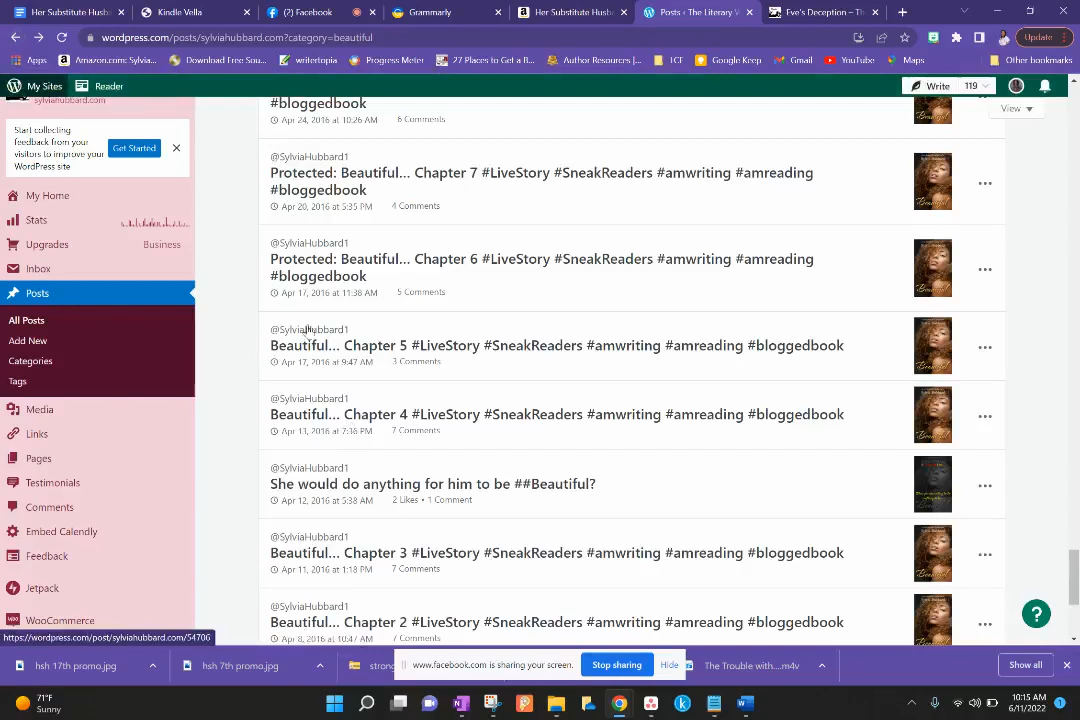 Her Substitute Husb
Kindle Vella
(2) Facebook
Grammarly
Her Substitute Husb
Posts ‹ The Literary V
Eve's Deception – Th
wordpress.com/posts/sylviahubbard.com?category=beautiful
Update
Apps
Amazon.com: Sylvia...
Download Free Sou...
writertopia
Progress Meter
27 Places to Get a B...
Author Resources |...
Google Keep
Gmail
YouTube
Maps
Other bookmarks
My Sites
Reader
Write
119
sylviahubbard.com
Start collecting
feedback from your
visitors to improve your
WordPress site
Get Started
My Home
Stats
Upgrades
Business
Inbox
Posts
All Posts
Add New
Categories
Tags
Media
Links
Pages
Testimonials
Comments
Embed Calendly
Feedback
Jetpack
WooCommerce
https://wordpress.com/post/sylviahubbard.com/54706
View
#bloggedbook
Apr 24, 2016 at 10:26 AM 6 Comments
@SylviaHubbard1
Protected: Beautiful... Chapter 7 #LiveStory #SneakReaders #amwriting #amreading
#bloggedbook
Apr 20, 2016 at 5:35 PM 4 Comments
@SylviaHubbard1
Protected: Beautiful... Chapter 6 #LiveStory #SneakReaders #amwriting #amreading
#bloggedbook
Apr 17, 2016 at 11:38 AM 5 Comments
@SylviaHubbard1
Beautiful... Chapter 5 #LiveStory #SneakReaders #amwriting #amreading #bloggedbook
Apr 17, 2016 at 9:47 AM 3 Comments
@SylviaHubbard1
Beautiful... Chapter 4 #LiveStory #SneakReaders #amwriting #amreading #bloggedbook
Apr 13, 2016 at 7:36 PM 7 Comments
@SylviaHubbard1
She would do anything for him to be ##Beautiful?
Apr 12, 2016 at 5:38 AM 2 Likes • 1 Comment
@SylviaHubbard1
Beautiful... Chapter 3 #LiveStory #SneakReaders #amwriting #amreading #bloggedbook
Apr 11, 2016 at 1:18 PM 7 Comments
@SylviaHubbard1
Beautiful... Chapter 2 #LiveStory #SneakReaders #amwriting #amreading #bloggedbook
Apr 8, 2016 at 10:47 AM 7 Comments
?
hsh 17th promo.jpg
hsh 7th promo.jpg
stron
www.facebook.com is sharing your screen.
Stop sharing
Hide
The Trouble with....m4v
Show all
71°F
Sunny
10:15 AM
6/11/2022
1